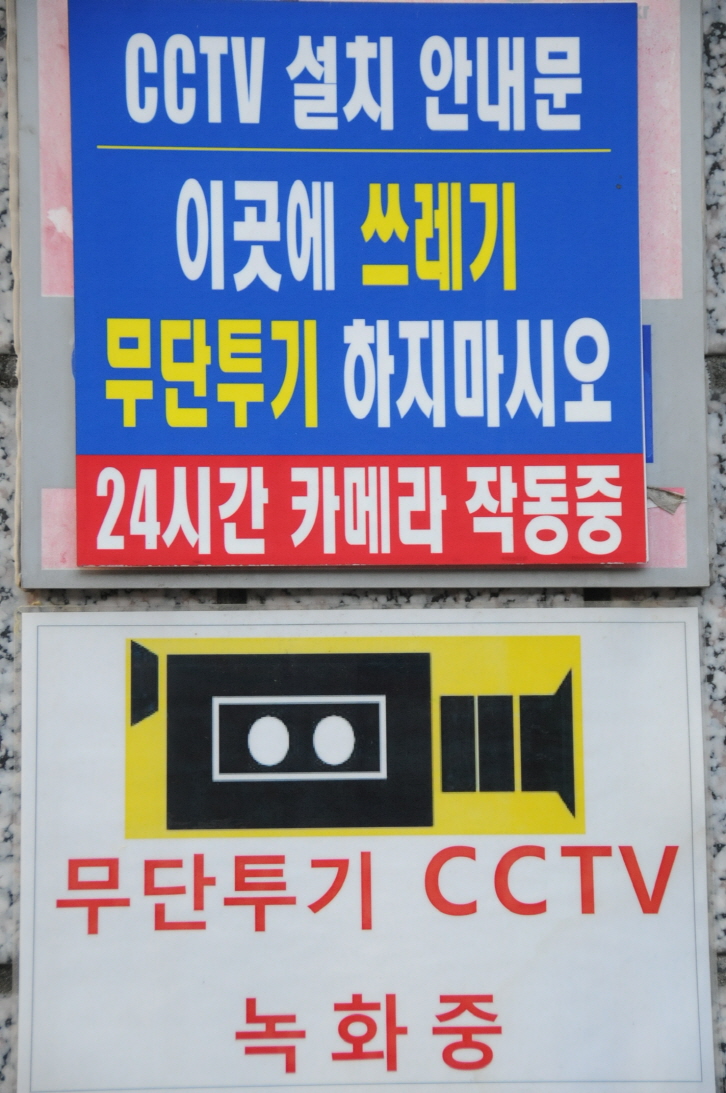 CCTV 설치 안내문
이곳에 쓰레기
무단투기 하지마시오
24시간 카메라 작동중
무단투기 CCTV
녹화중